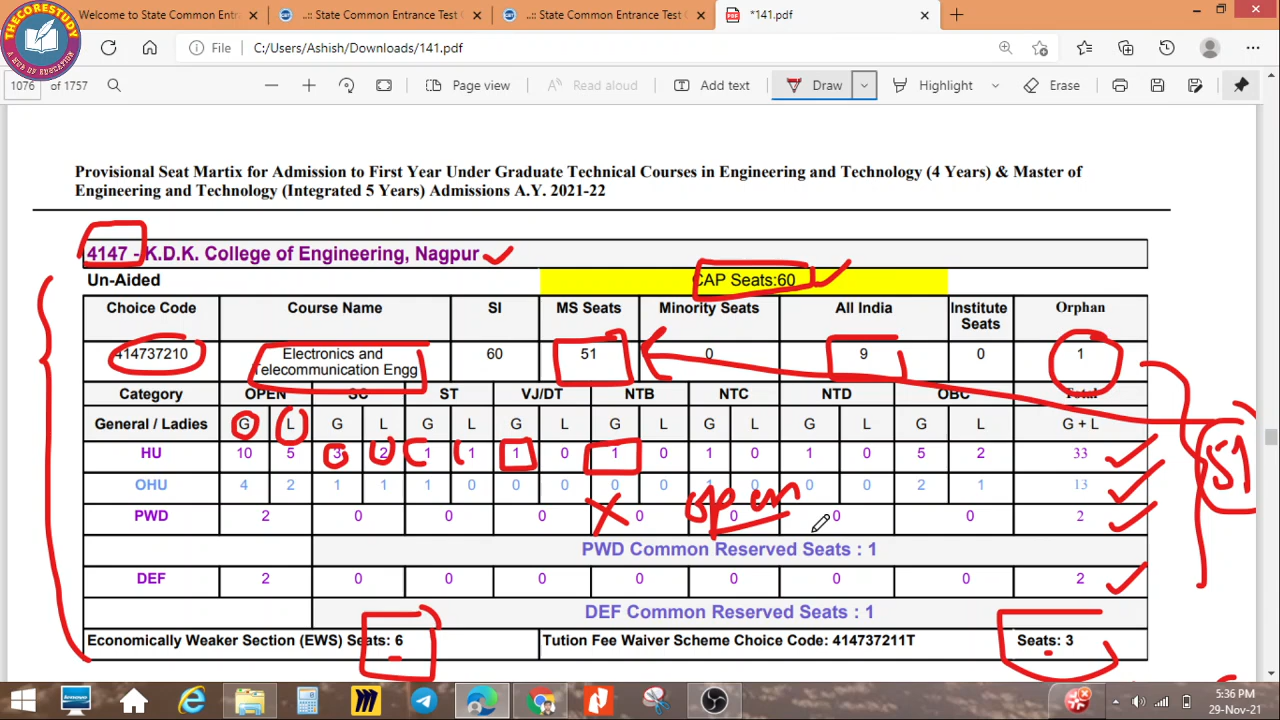 THECORESTUDY
A HUB OF EDUCATION
Welcome to State Common Entra
..:: State Common Entrance Test C
..:: State Common Entrance Test C
*141.pdf
File C:/Users/Ashish/Downloads/141.pdf
1076 of 1757 Page view Read aloud Add text Draw Highlight Erase
Provisional Seat Martix for Admission to First Year Under Graduate Technical Courses in Engineering and Technology (4 Years) & Master of
Engineering and Technology (Integrated 5 Years) Admissions A.Y. 2021-22
4147 - K.D.K. College of Engineering, Nagpur
Un-Aided CAP Seats:60
Choice Code Course Name SI MS Seats Minority Seats All India Institute Seats Orphan
414737210 Electronics and Telecommunication Engg 60 51 0 9 0 1
Category OPEN SC ST VJ/DT NTB NTC NTD OBC Total
General / Ladies G L G L G L G L G L G L G L G L G + L
HU 10 5 3 2 1 1 1 0 1 0 1 0 1 0 5 2 33
OHU 4 2 1 1 1 0 0 0 0 0 1 0 0 0 2 1 13
PWD 2 0 0 0 0 0 0 0 2
PWD Common Reserved Seats : 1
DEF 2 0 0 0 0 0 0 0 2
DEF Common Reserved Seats : 1
Economically Weaker Section (EWS) Seats: 6 Tution Fee Waiver Scheme Choice Code: 414737211T Seats: 3
open
51
5:36 PM
29-Nov-21